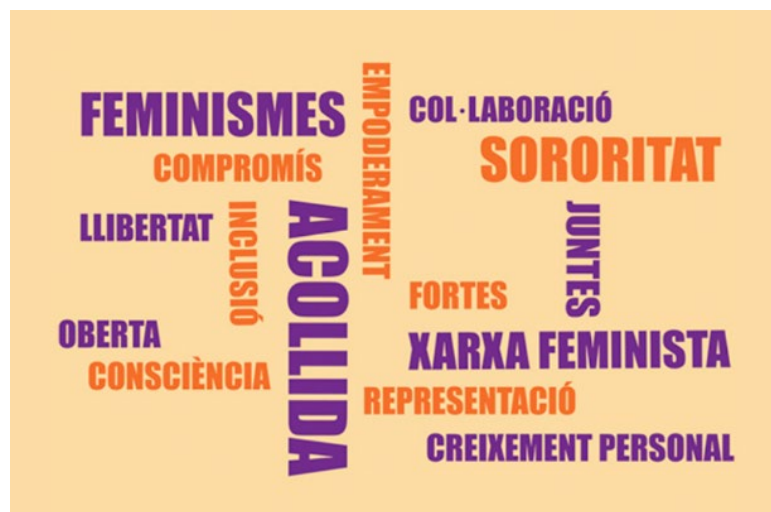 FEMINISMES
EMPODERAMENT
COL·LABORACIÓ
COMPROMÍS
SORORITAT
LLIBERTAT
INCLUSIÓ
ACOLLIDA
JUNTES
FORTES
OBERTA
XARXA FEMINISTA
CONSCIÈNCIA
REPRESENTACIÓ
CREIXEMENT PERSONAL